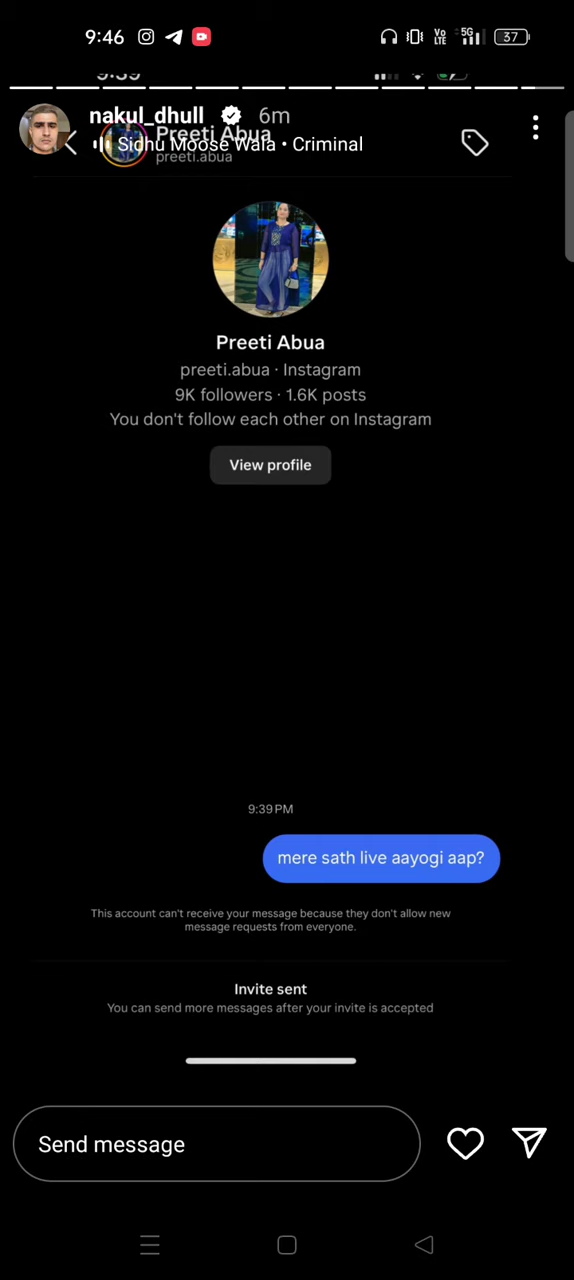 9:46 Vo LTE 5G 37
9:39
nakul_dhull 6m
Preeti Abua
Sidhu Moose Wala • Criminal
preeti.abua
Preeti Abua
preeti.abua · Instagram
9K followers · 1.6K posts
You don't follow each other on Instagram
View profile
9:39 PM
mere sath live aayogi aap?
This account can't receive your message because they don't allow new
message requests from everyone.
Invite sent
You can send more messages after your invite is accepted
Send message